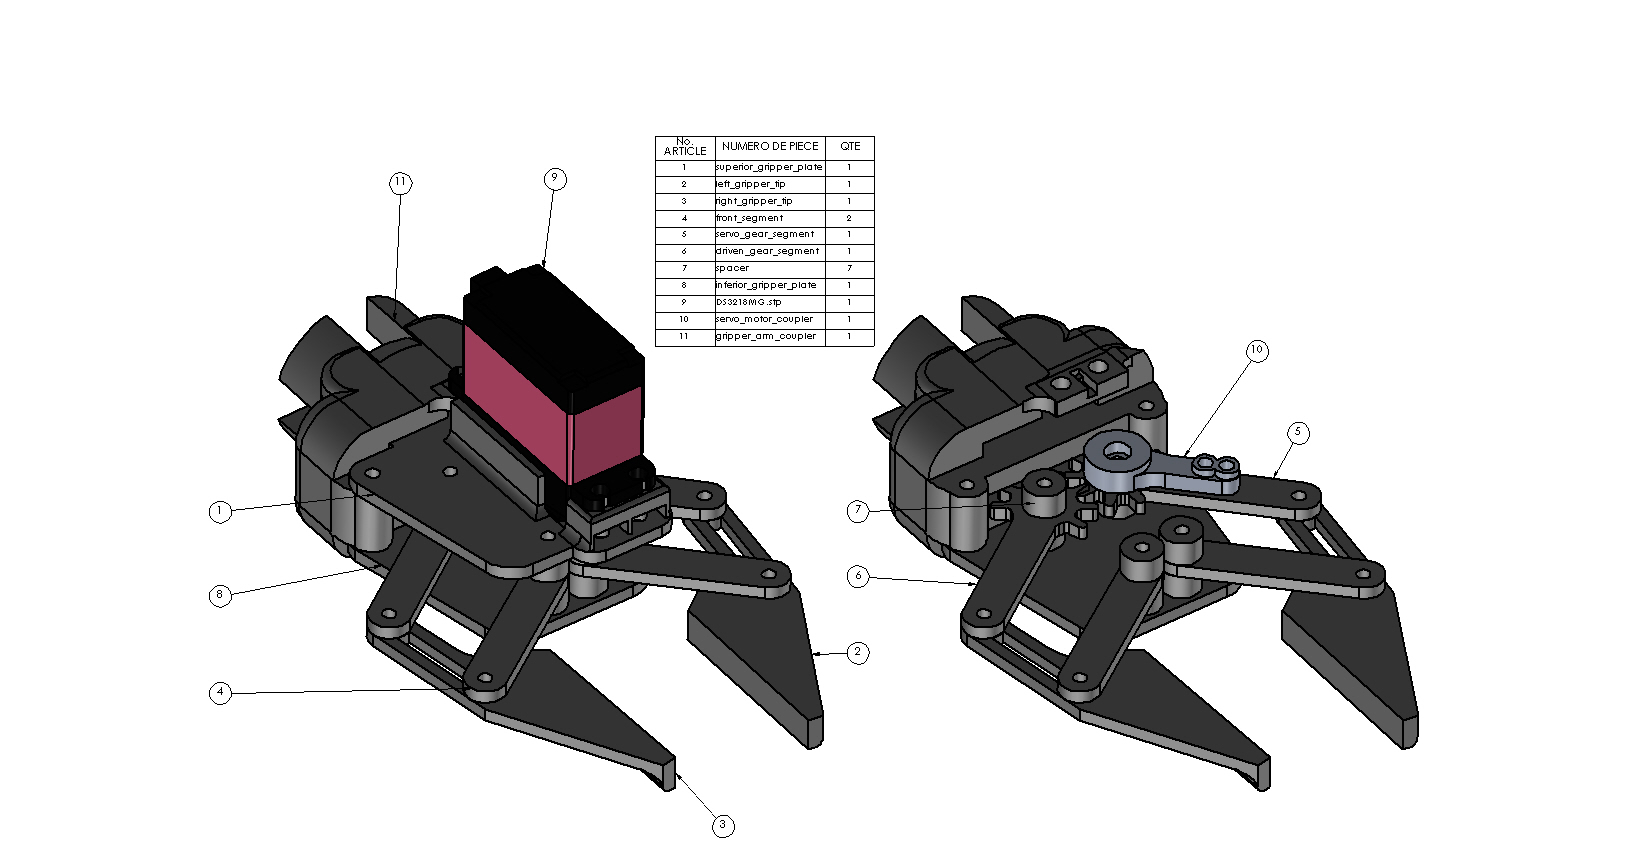 No.
ARTICLE NUMERO DE PIECE QTE
1 superior_gripper_plate 1
2 left_gripper_tip 1
3 right_gripper_tip 1
4 front_segment 2
5 servo_gear_segment 1
6 driven_gear_segment 1
7 spacer 7
8 inferior_gripper_plate 1
9 DS3218MG.stp 1
10 servo_motor_coupler 1
11 gripper_arm_coupler 1
11
9
1
8
4
2
3
10
5
7
6